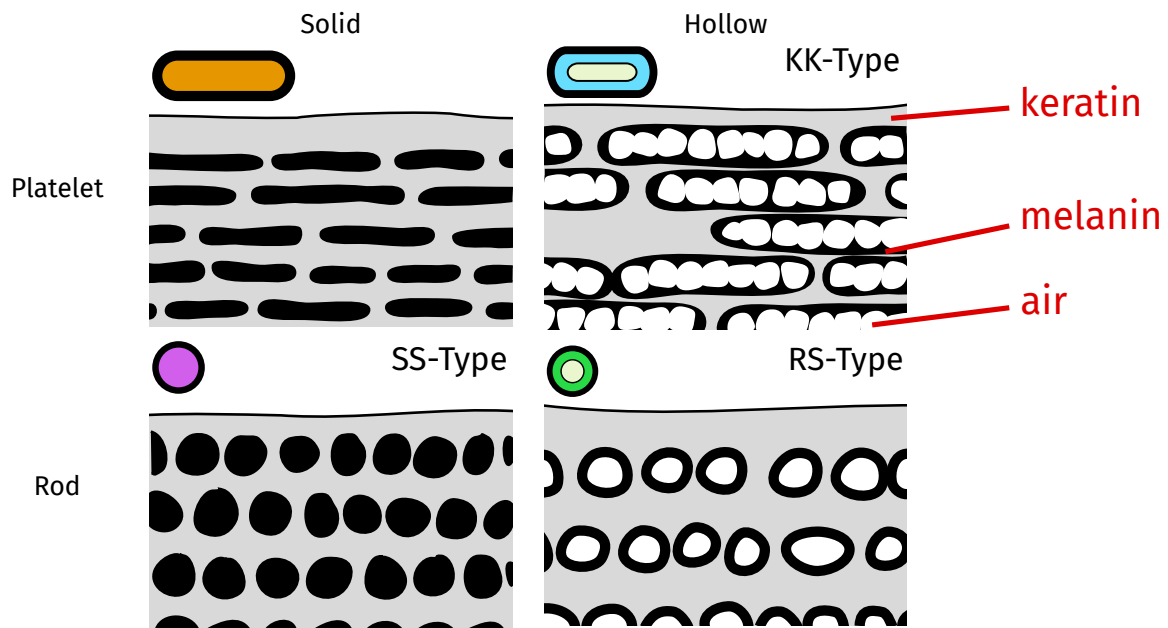 Solid
Hollow
KK-Type
keratin
Platelet
melanin
air
SS-Type
RS-Type
Rod